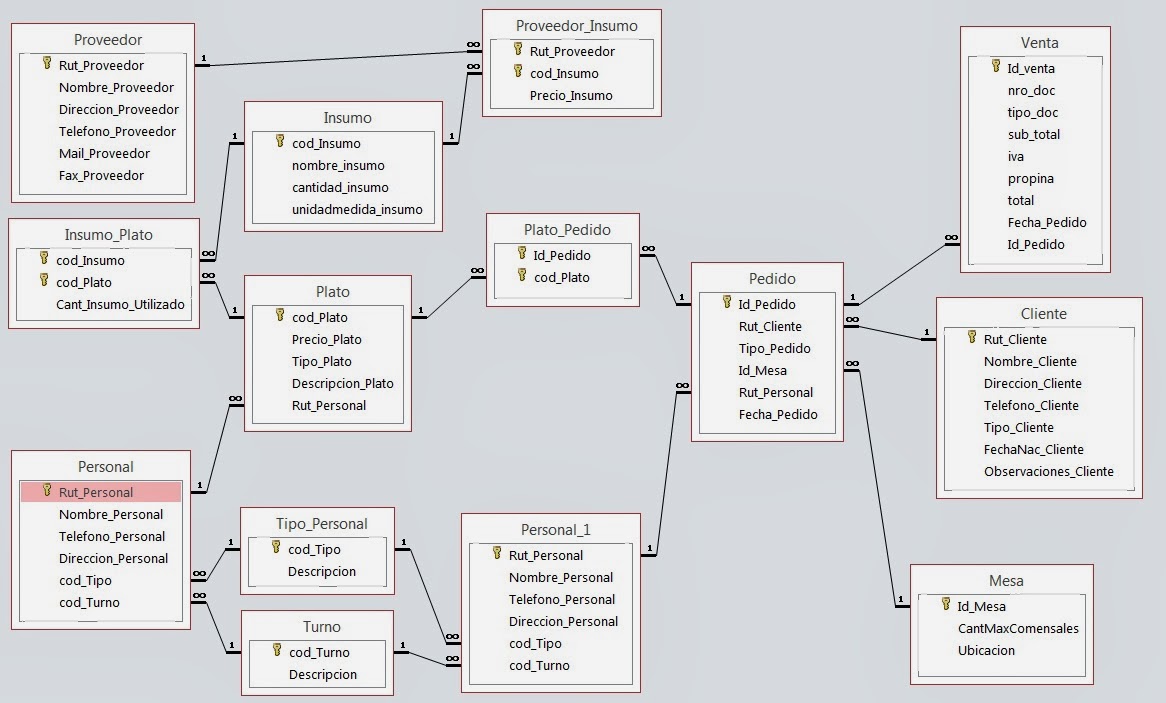 Proveedor
Rut_Proveedor
Nombre_Proveedor
Direccion_Proveedor
Telefono_Proveedor
Mail_Proveedor
Fax_Proveedor
1
∞
∞
Proveedor_Insumo
Rut_Proveedor
cod_Insumo
Precio_Insumo
Insumo
cod_Insumo
nombre_insumo
cantidad_insumo
unidadmedida_insumo
1
1
Venta
Id_venta
nro_doc
tipo_doc
sub_total
iva
propina
total
Fecha_Pedido
Id_Pedido
∞
Insumo_Plato
cod_Insumo
cod_Plato
Cant_Insumo_Utilizado
∞
∞
Plato
cod_Plato
Precio_Plato
Tipo_Plato
Descripcion_Plato
Rut_Personal
1
1
∞
Plato_Pedido
Id_Pedido
cod_Plato
∞
∞
Pedido
Id_Pedido
Rut_Cliente
Tipo_Pedido
Id_Mesa
Rut_Personal
Fecha_Pedido
1
1
∞
∞
∞
Cliente
Rut_Cliente
Nombre_Cliente
Direccion_Cliente
Telefono_Cliente
Tipo_Cliente
FechaNac_Cliente
Observaciones_Cliente
1
Personal
Rut_Personal
Nombre_Personal
Telefono_Personal
Direccion_Personal
cod_Tipo
cod_Turno
1
∞
∞
Tipo_Personal
cod_Tipo
Descripcion
1
1
Turno
cod_Turno
Descripcion
1
1
Personal_1
Rut_Personal
Nombre_Personal
Telefono_Personal
Direccion_Personal
cod_Tipo
cod_Turno
1
∞
∞
Mesa
Id_Mesa
CantMaxComensales
Ubicacion
1